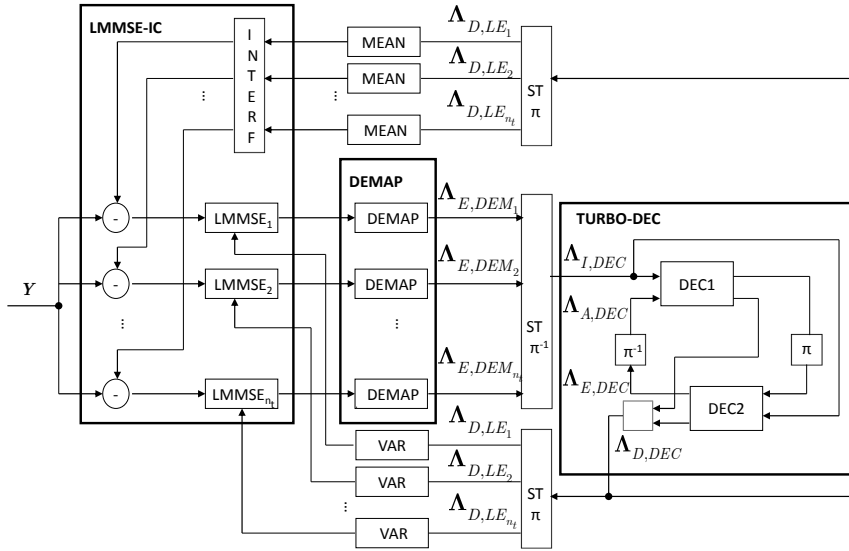 LMMSE-IC
I
N
T
E
R
F
MEAN
Λ_{D,LE_1}
MEAN
Λ_{D,LE_2}
...
...
MEAN
Λ_{D,LE_{n_t}}
ST
π
DEMAP
TURBO-DEC
Y
-
LMMSE_1
DEMAP
Λ_{E,DEM_1}
-
LMMSE_2
DEMAP
Λ_{E,DEM_2}
...
...
-
LMMSE_{n_t}
DEMAP
Λ_{E,DEM_{n_t}}
ST
π^{-1}
Λ_{I,DEC}
DEC1
Λ_{A,DEC}
π^{-1}
π
Λ_{E,DEC}
DEC2
Λ_{D,DEC}
VAR
Λ_{D,LE_1}
VAR
Λ_{D,LE_2}
...
VAR
Λ_{D,LE_{n_t}}
ST
π